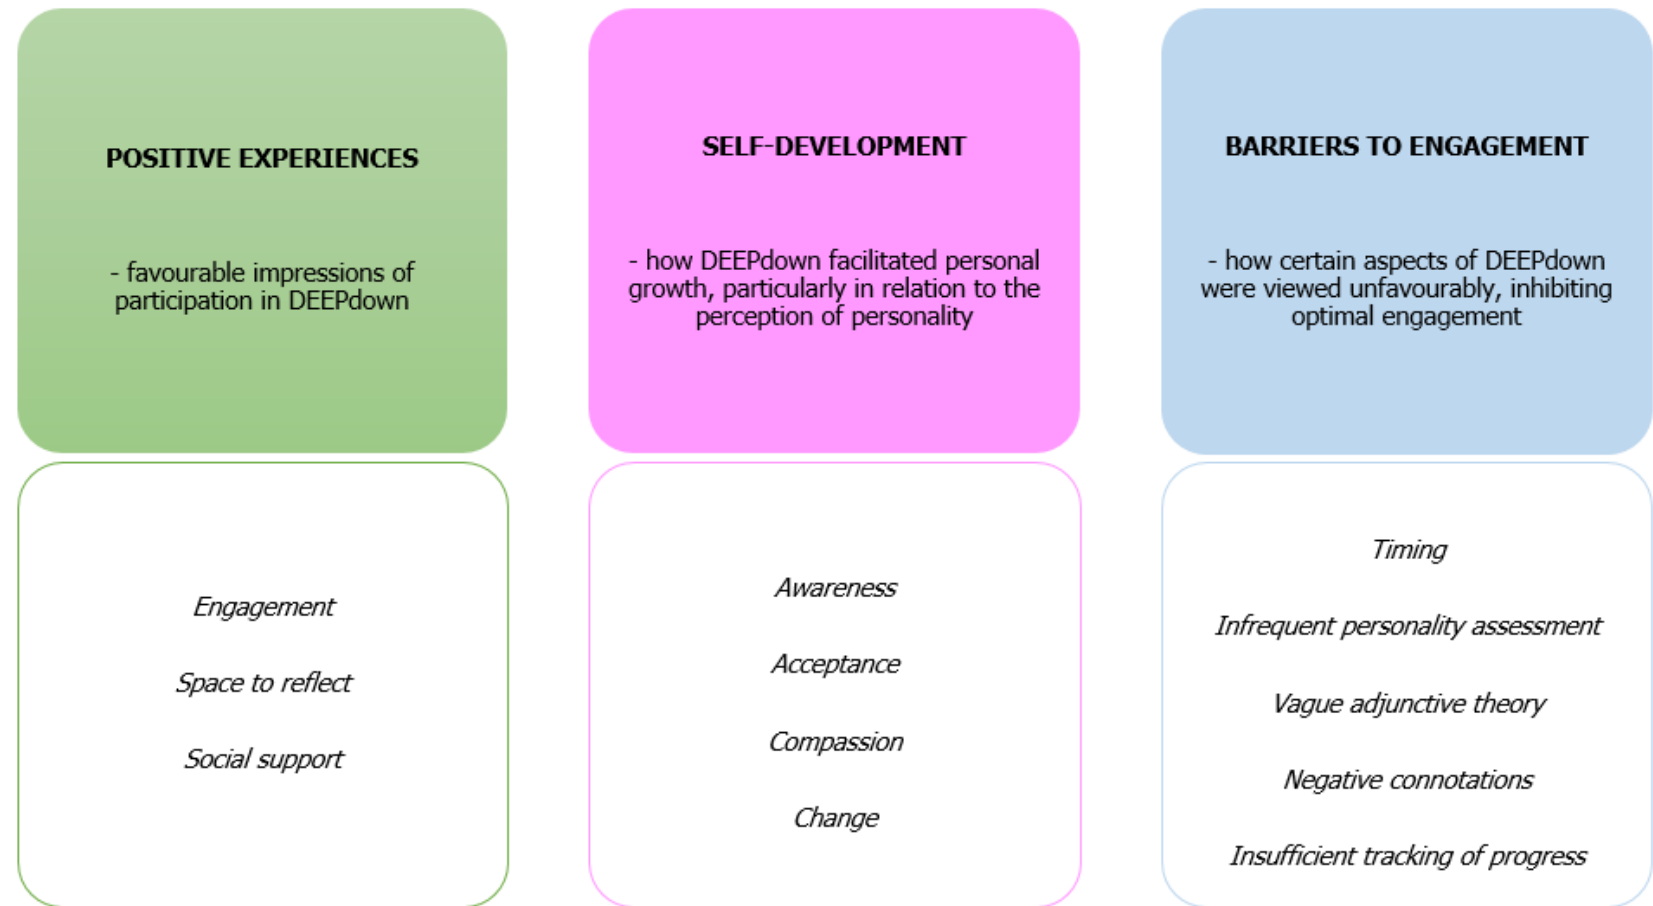 POSITIVE EXPERIENCES
- favourable impressions of
participation in DEEPdown
Engagement
Space to reflect
Social support
SELF-DEVELOPMENT
- how DEEPdown facilitated personal
growth, particularly in relation to the
perception of personality
Awareness
Acceptance
Compassion
Change
BARRIERS TO ENGAGEMENT
- how certain aspects of DEEPdown
were viewed unfavourably, inhibiting
optimal engagement
Timing
Infrequent personality assessment
Vague adjunctive theory
Negative connotations
Insufficient tracking of progress